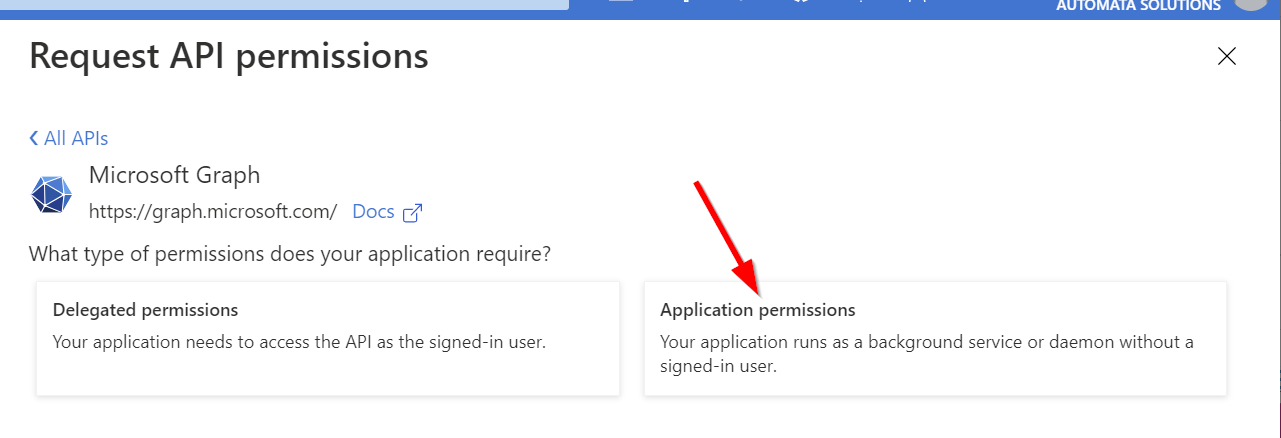 AUTOMATA SOLUTIONS
Request API permissions
All APIs
Microsoft Graph
https://graph.microsoft.com/ Docs
What type of permissions does your application require?
Delegated permissions
Your application needs to access the API as the signed-in user.
Application permissions
Your application runs as a background service or daemon without a
signed-in user.